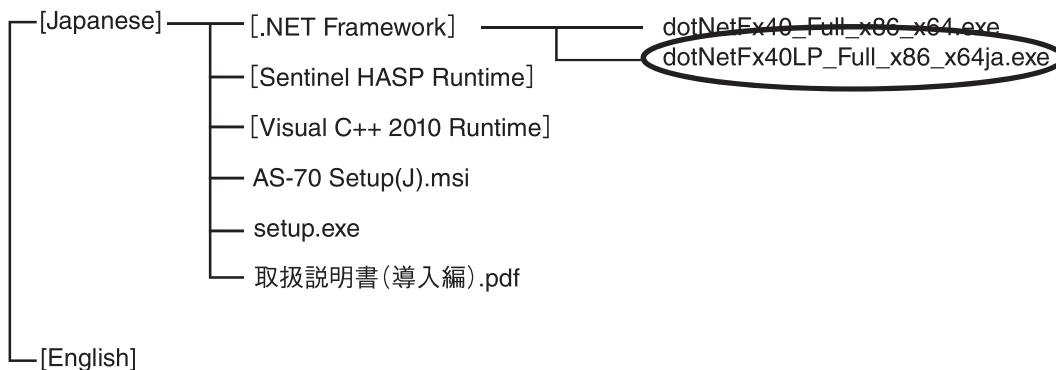 [Japanese]
[.NET Framework]
dotNetFx40_Full_x86_x64.exe
dotNetFx40LP_Full_x86_x64ja.exe
[Sentinel HASP Runtime]
[Visual C++ 2010 Runtime]
AS-70 Setup(J).msi
setup.exe
取扱説明書(導入編).pdf
[English]